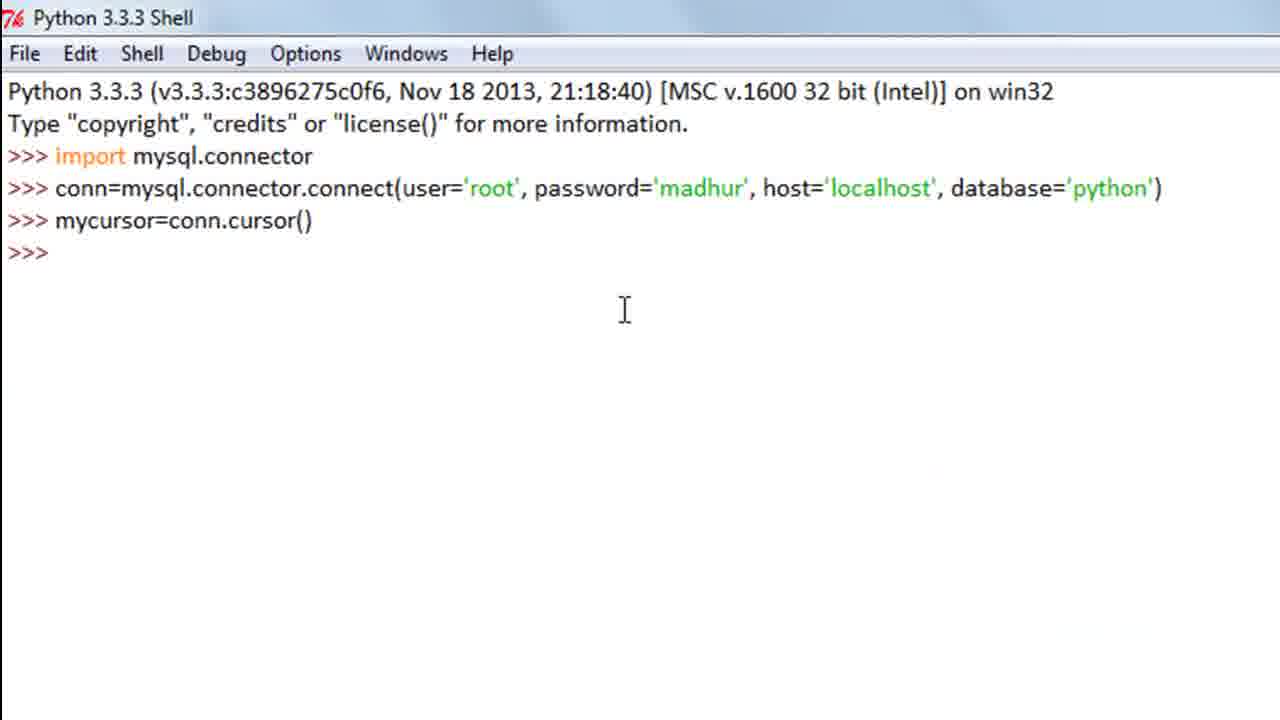 Python 3.3.3 Shell
File Edit Shell Debug Options Windows Help
Python 3.3.3 (v3.3.3:c3896275c0f6, Nov 18 2013, 21:18:40) [MSC v.1600 32 bit (Intel)] on win32
Type "copyright", "credits" or "license()" for more information.
>>> import mysql.connector
>>> conn=mysql.connector.connect(user='root', password='madhur', host='localhost', database='python')
>>> mycursor=conn.cursor()
>>>